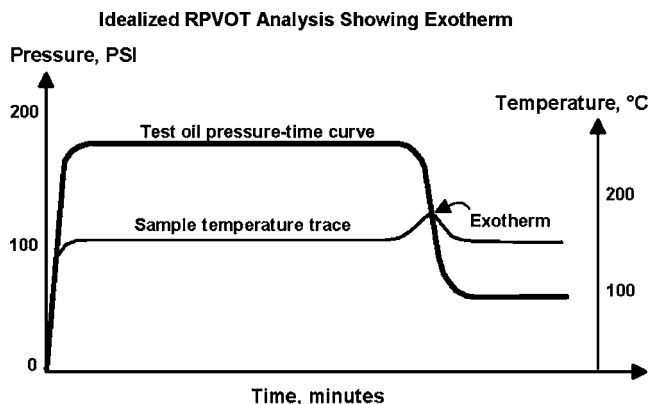 Idealized RPVOT Analysis Showing Exotherm
Pressure, PSI
Temperature, °C
200
Test oil pressure-time curve
200
Sample temperature trace
Exotherm
100
100
0
Time, minutes